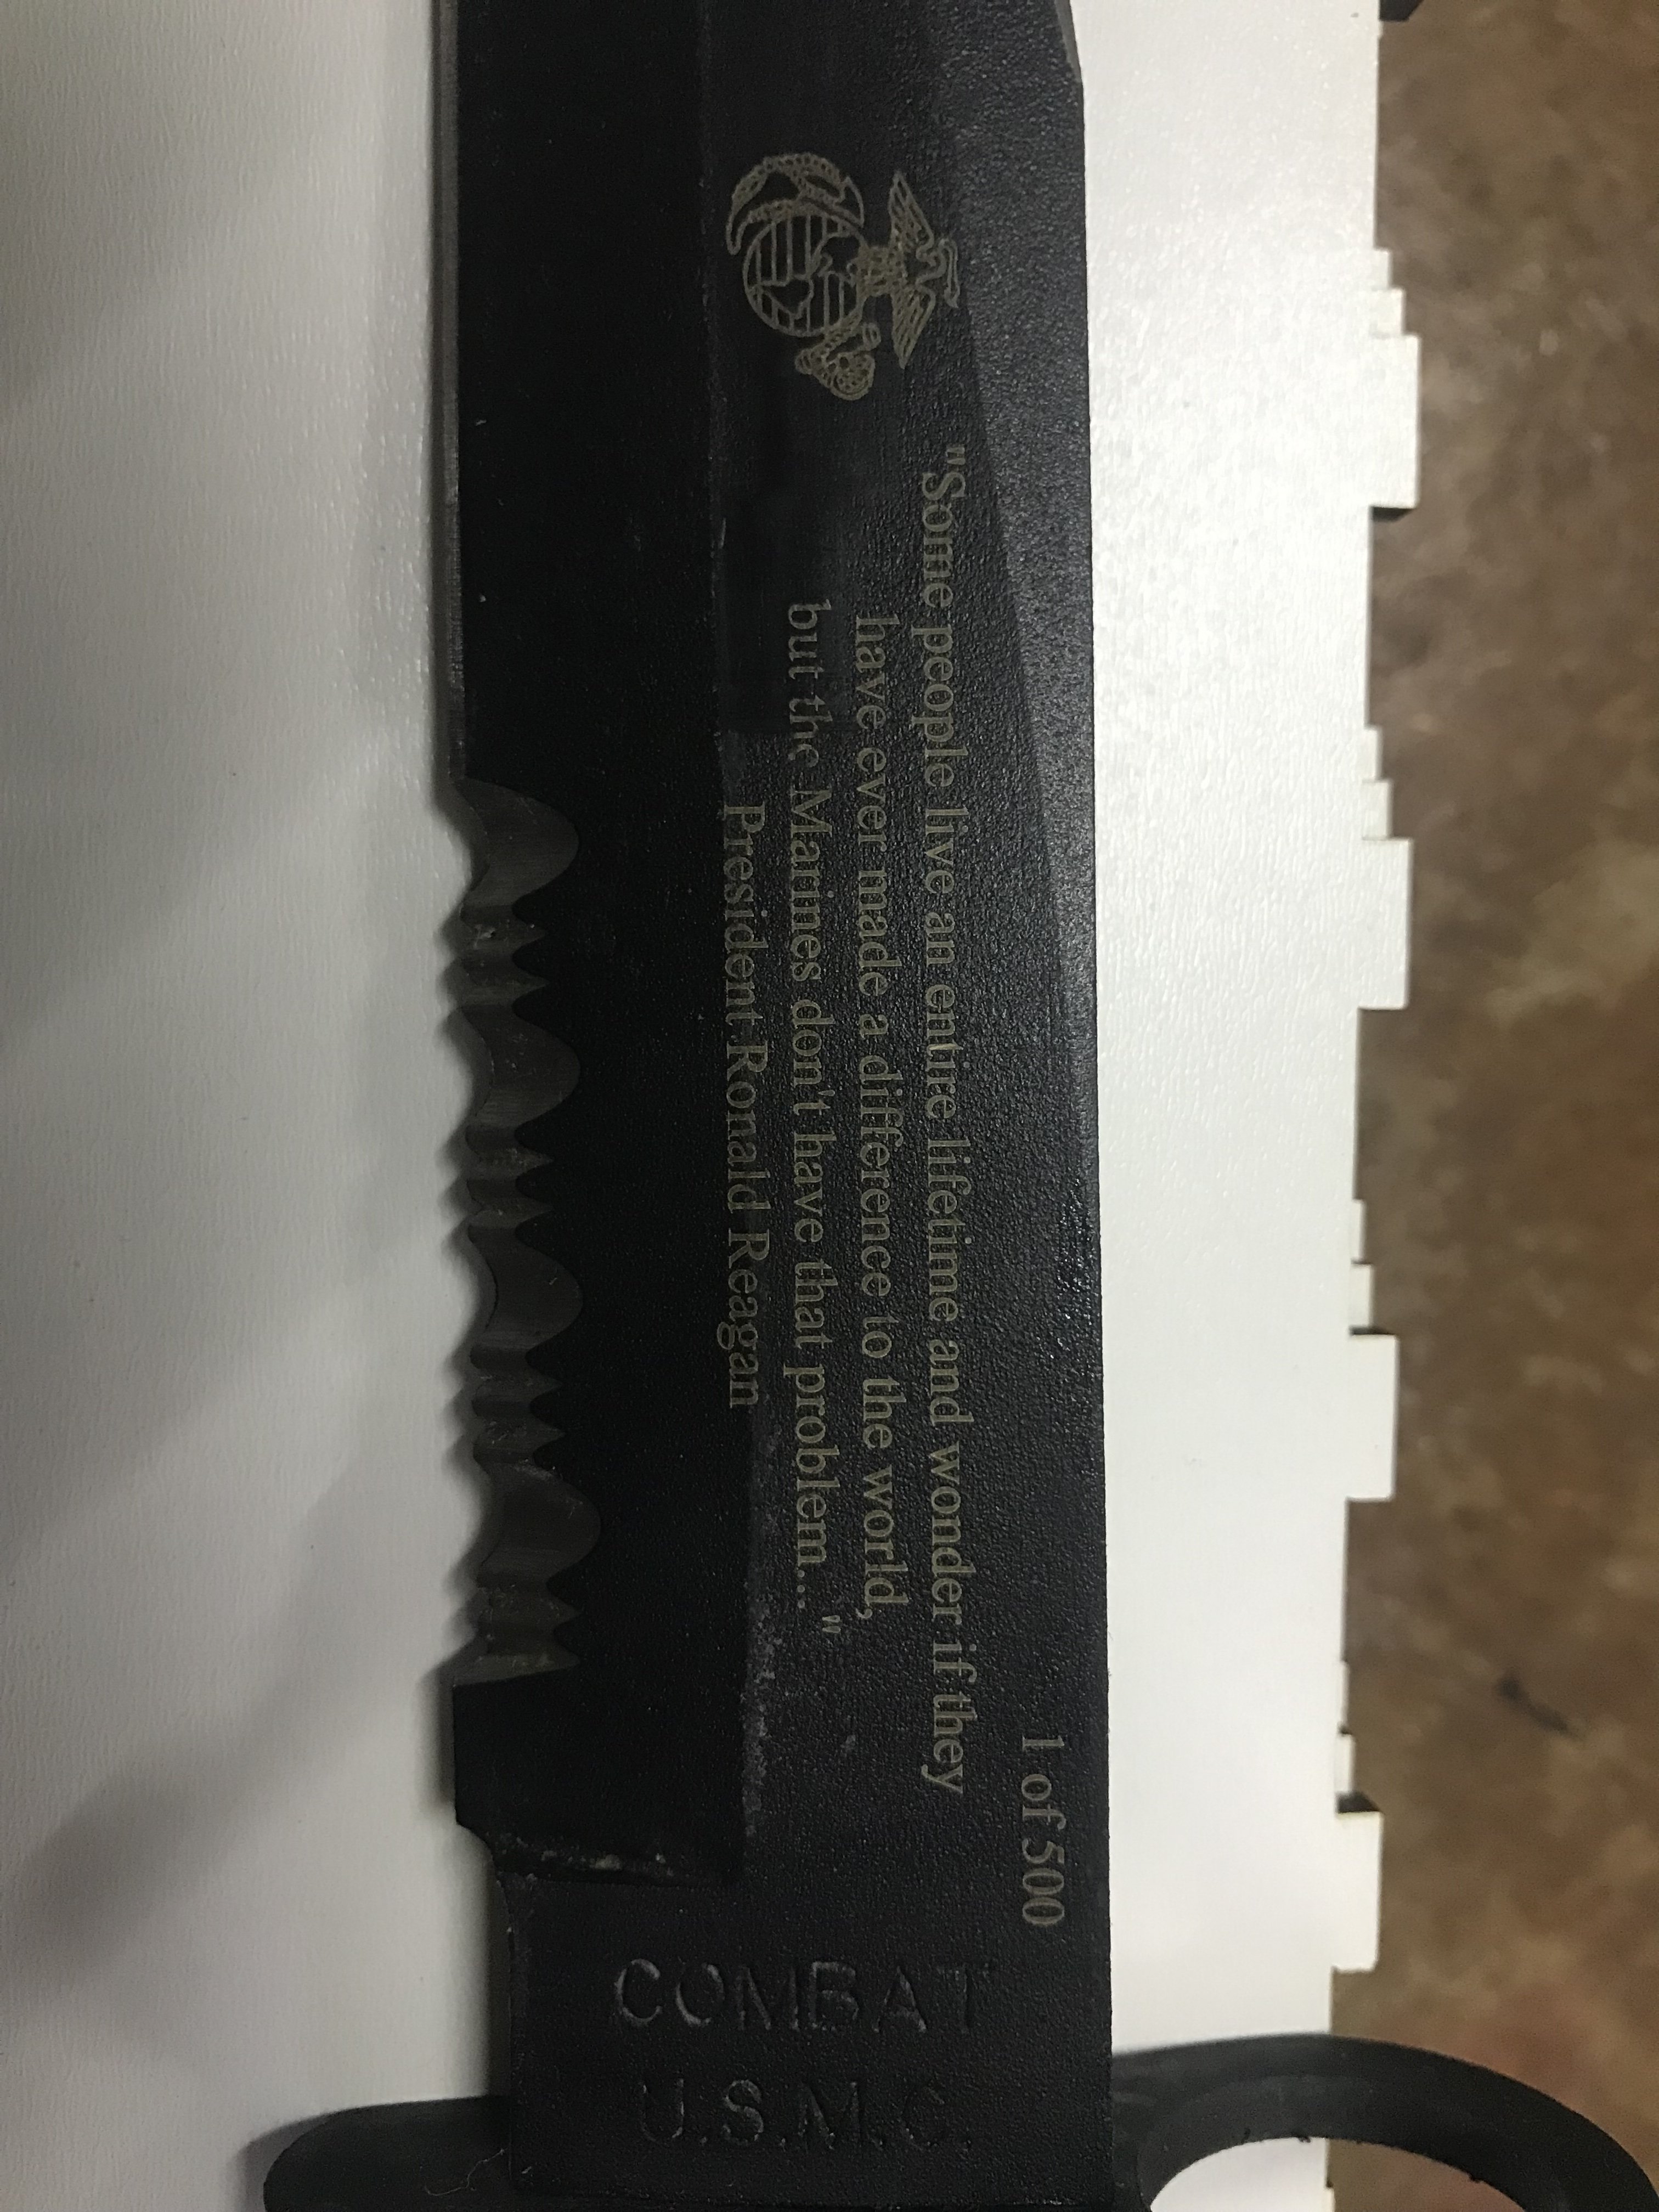 "Some people live an entire lifetime and wonder if they
have ever made a difference to the world,
but the Marines don't have that problem... "
President Ronald Reagan
1 of 500
COMBAT
U.S.M.C.